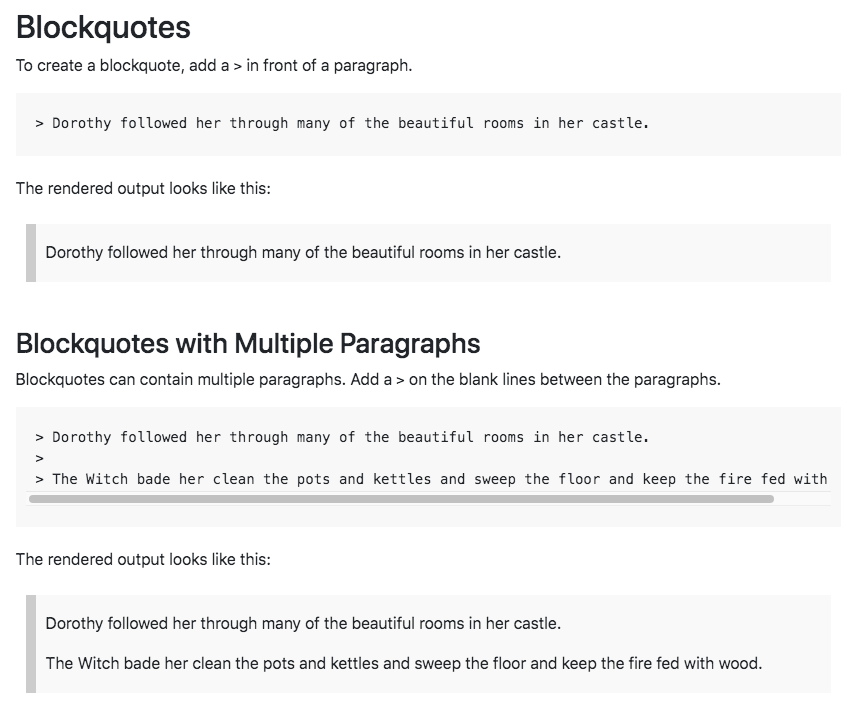 Blockquotes
To create a blockquote, add a > in front of a paragraph.
> Dorothy followed her through many of the beautiful rooms in her castle.
The rendered output looks like this:
Dorothy followed her through many of the beautiful rooms in her castle.
Blockquotes with Multiple Paragraphs
Blockquotes can contain multiple paragraphs. Add a > on the blank lines between the paragraphs.
> Dorothy followed her through many of the beautiful rooms in her castle.
>
> The Witch bade her clean the pots and kettles and sweep the floor and keep the fire fed with
The rendered output looks like this:
Dorothy followed her through many of the beautiful rooms in her castle.
The Witch bade her clean the pots and kettles and sweep the floor and keep the fire fed with wood.